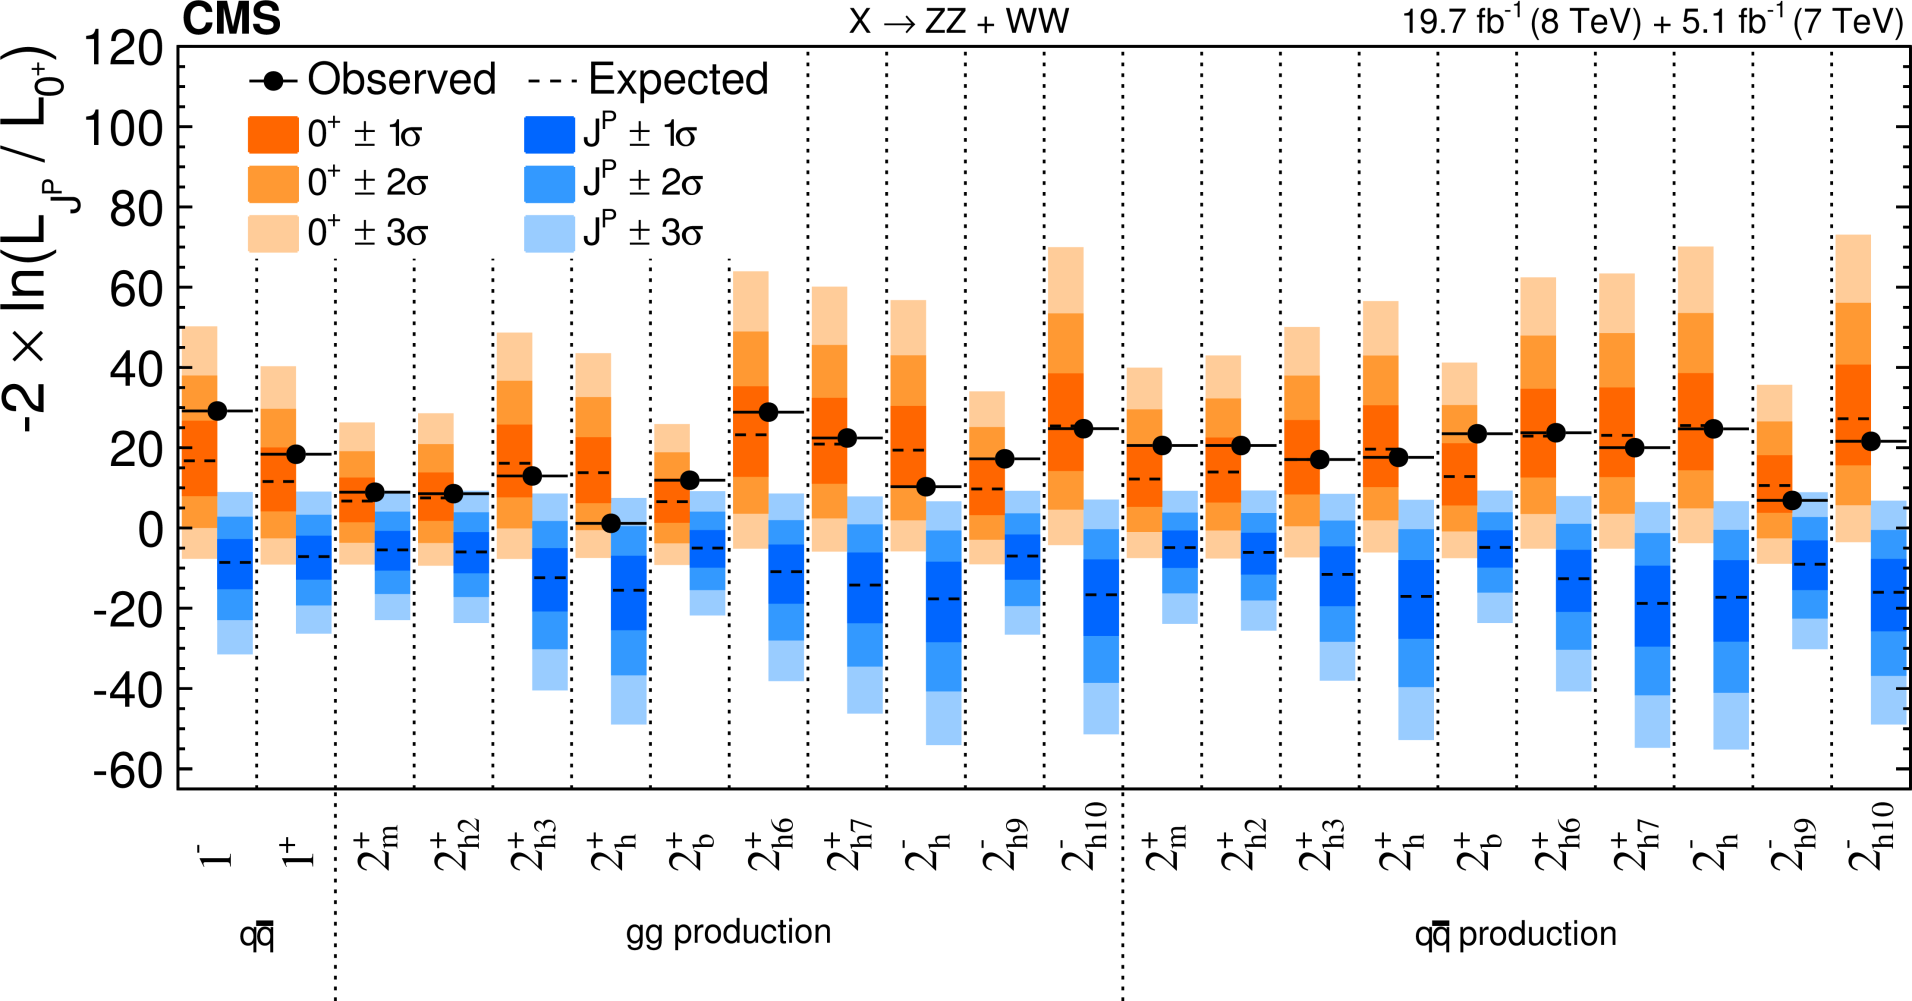 CMS X → ZZ + WW 19.7 fb⁻¹ (8 TeV) + 5.1 fb⁻¹ (7 TeV)
-2 × ln(L_Jᴾ / L_0⁺)
120
100
80
60
40
20
0
-20
-40
-60
Observed Expected
0⁺ ± 1σ Jᴾ ± 1σ
0⁺ ± 2σ Jᴾ ± 2σ
0⁺ ± 3σ Jᴾ ± 3σ
1⁻ 1⁺ 2⁺m 2⁺h2 2⁺h3 2⁺h 2⁺b 2⁺h6 2⁺h7 2⁻h 2⁻h9 2⁻h10 2⁺m 2⁺h2 2⁺h3 2⁺h 2⁺b 2⁺h6 2⁺h7 2⁻h 2⁻h9 2⁻h10
qq̅ gg production qq̅ production